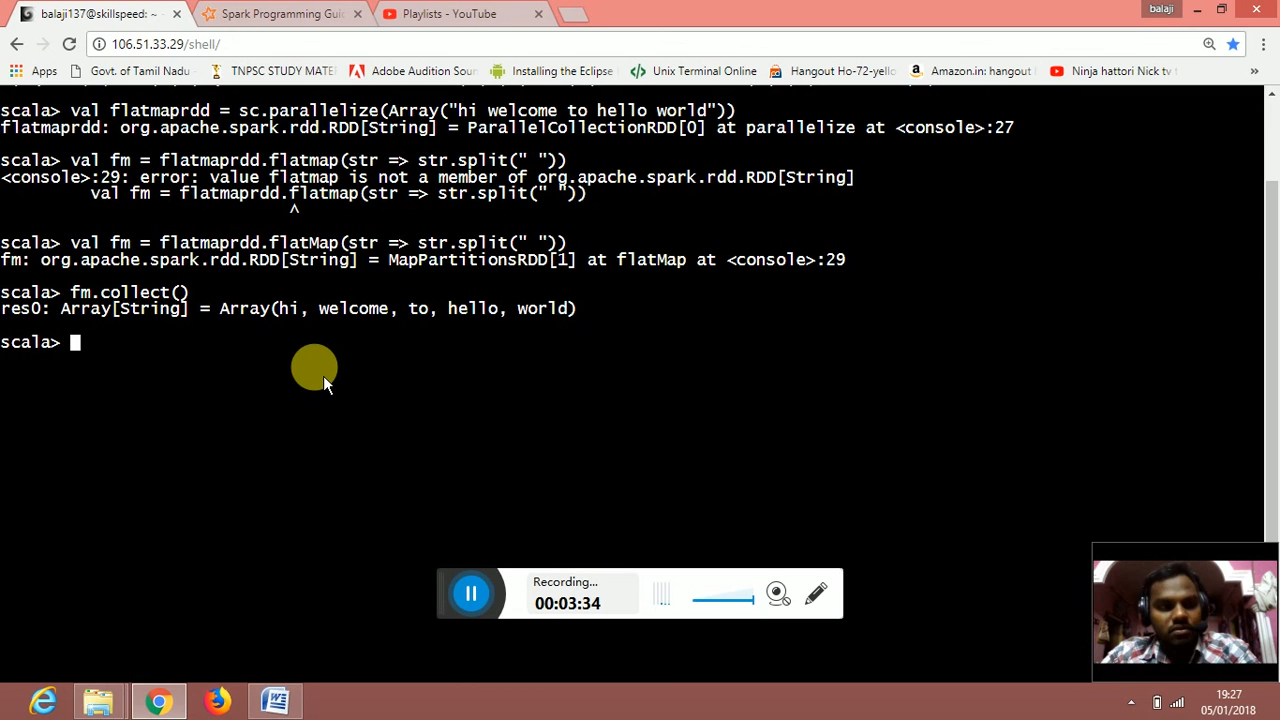 balaji137@skillspeed: ~
Spark Programming Guid
Playlists - YouTube
balaji
106.51.33.29/shell/
Apps
Govt. of Tamil Nadu -
TNPSC STUDY MATE
Adobe Audition Soun
Installing the Eclipse
Unix Terminal Online
Hangout Ho-72-yello
Amazon.in: hangout
Ninja hattori Nick tv
»
scala> val flatmaprdd = sc.parallelize(Array("hi welcome to hello world"))
flatmaprdd: org.apache.spark.rdd.RDD[String] = ParallelCollectionRDD[0] at parallelize at <console>:27
scala> val fm = flatmaprdd.flatmap(str => str.split(" "))
<console>:29: error: value flatmap is not a member of org.apache.spark.rdd.RDD[String]
val fm = flatmaprdd.flatmap(str => str.split(" "))
^
scala> val fm = flatmaprdd.flatMap(str => str.split(" "))
fm: org.apache.spark.rdd.RDD[String] = MapPartitionsRDD[1] at flatMap at <console>:29
scala> fm.collect()
res0: Array[String] = Array(hi, welcome, to, hello, world)
scala>
Recording...
00:03:34
19:27
05/01/2018